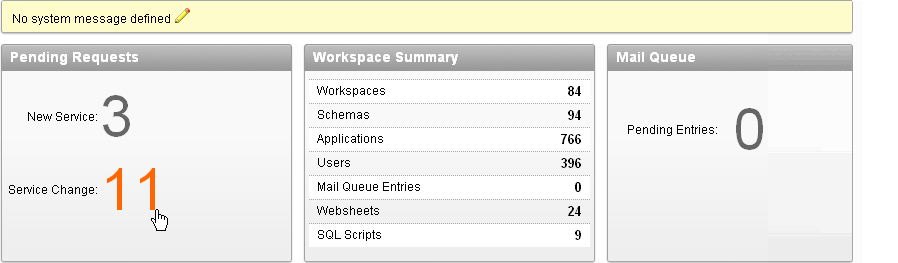 No system message defined
Pending Requests
New Service: 3
Service Change: 11
Workspace Summary
Workspaces 84
Schemas 94
Applications 766
Users 396
Mail Queue Entries 0
Websheets 24
SQL Scripts 9
Mail Queue
Pending Entries: 0